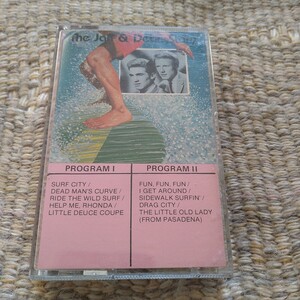 The Jan & Dean
PROGRAM I
SURF CITY /
DEAD MAN'S CURVE /
RIDE THE WILD SURF /
HELP ME, RHONDA /
LITTLE DEUCE COUPE
PROGRAM II
FUN, FUN, FUN /
I GET AROUND /
SIDEWALK SURFIN' /
DRAG CITY /
THE LITTLE OLD LADY
(FROM PASADENA)